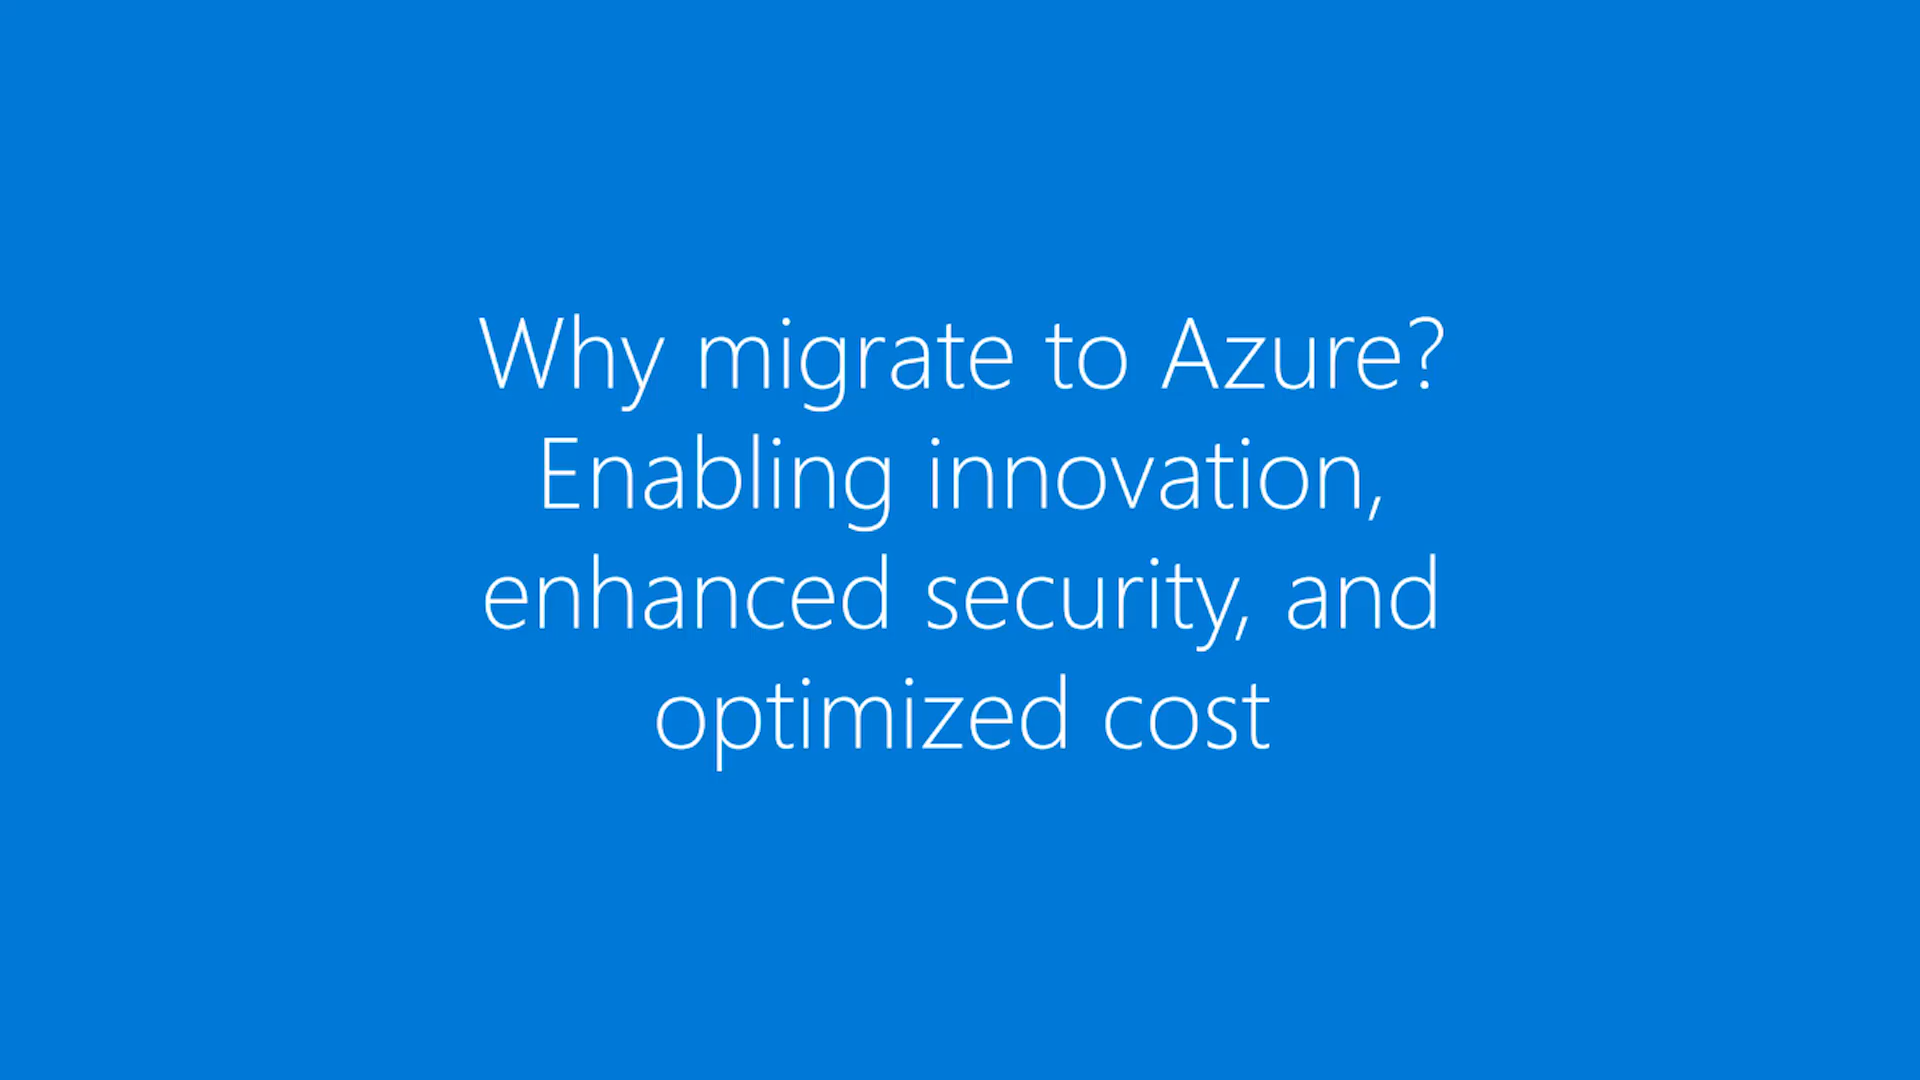 Why migrate to Azure?
Enabling innovation,
enhanced security, and
optimized cost